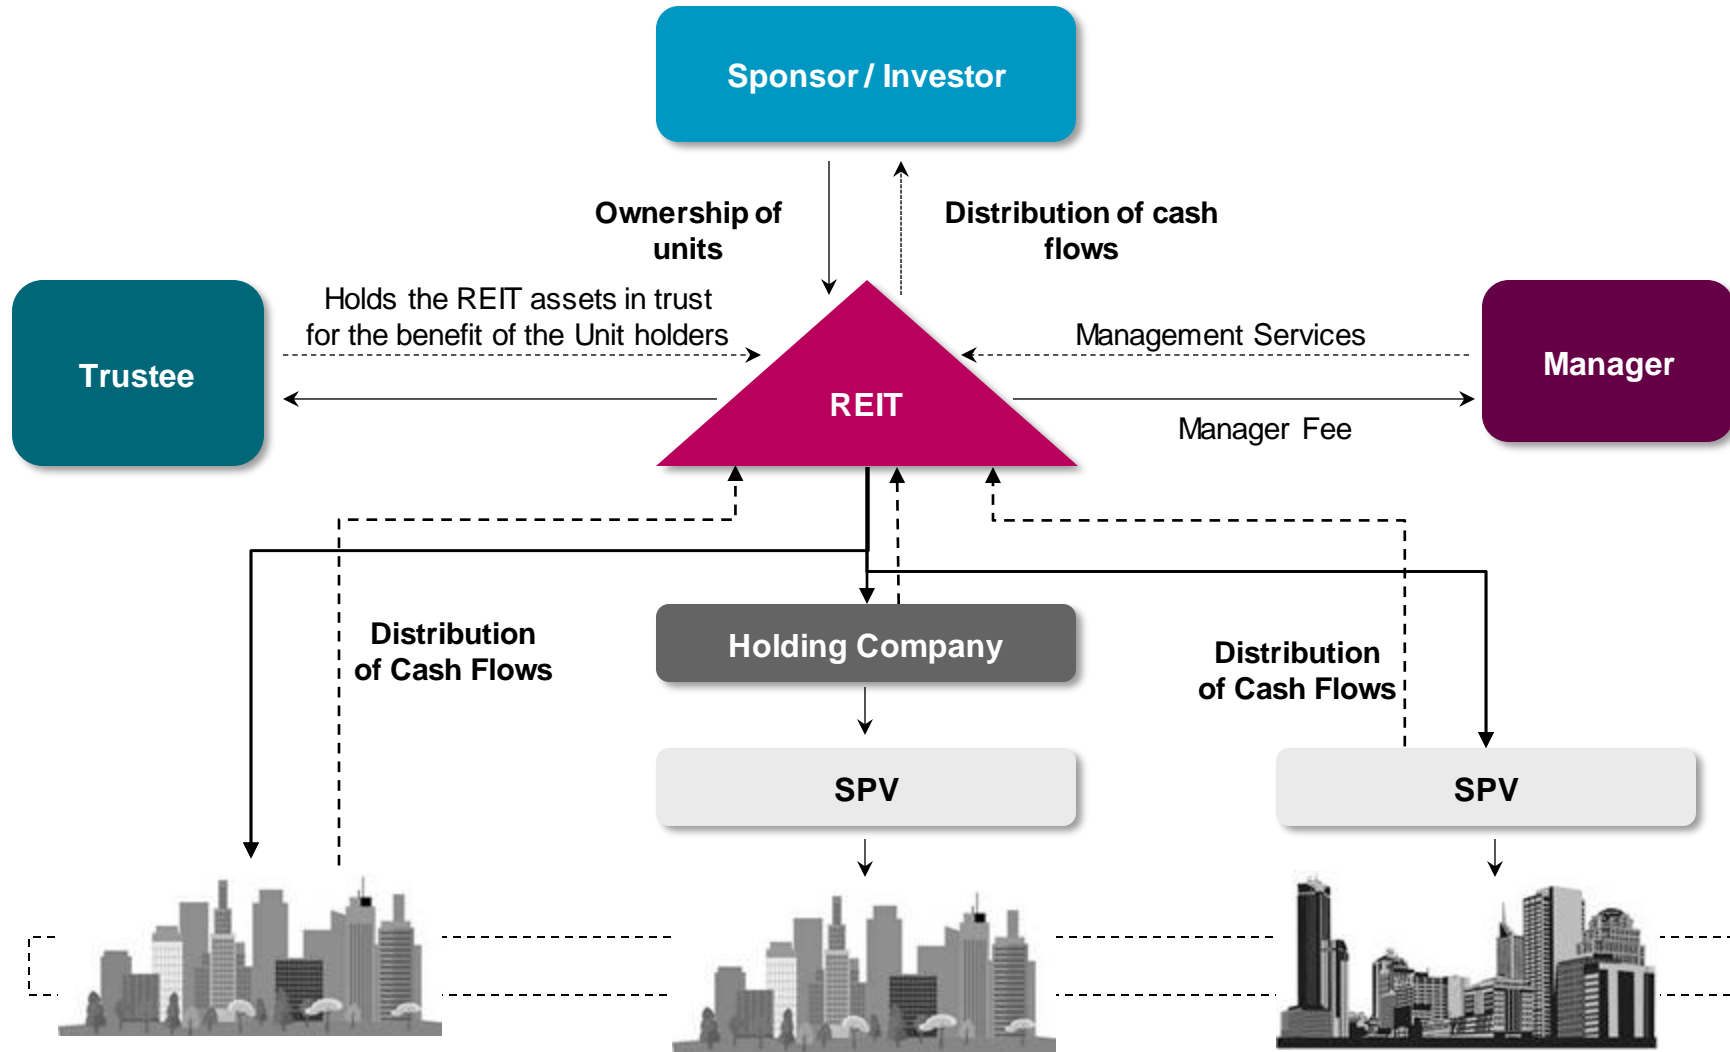 Sponsor / Investor
Ownership of
units
Distribution of cash
flows
Trustee
Holds the REIT assets in trust
for the benefit of the Unit holders
REIT
Management Services
Manager Fee
Manager
Distribution
of Cash Flows
Holding Company
Distribution
of Cash Flows
SPV
SPV